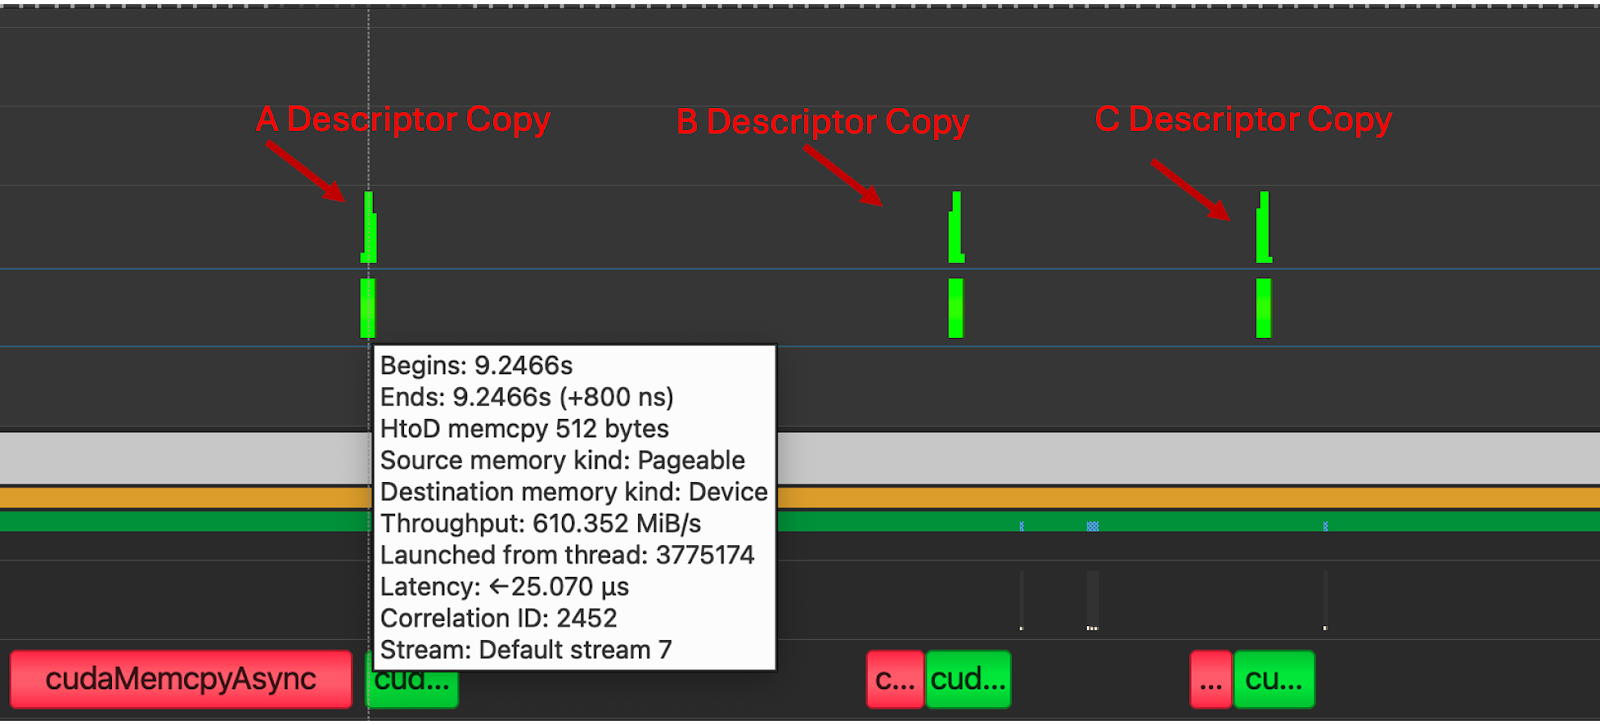 A Descriptor Copy
B Descriptor Copy
C Descriptor Copy
Begins: 9.2466s
Ends: 9.2466s (+800 ns)
HtoD memcpy 512 bytes
Source memory kind: Pageable
Destination memory kind: Device
Throughput: 610.352 MiB/s
Launched from thread: 3775174
Latency: ←25.070 μs
Correlation ID: 2452
Stream: Default stream 7
cudaMemcpyAsync
cud...
c...
cud...
...
cu...